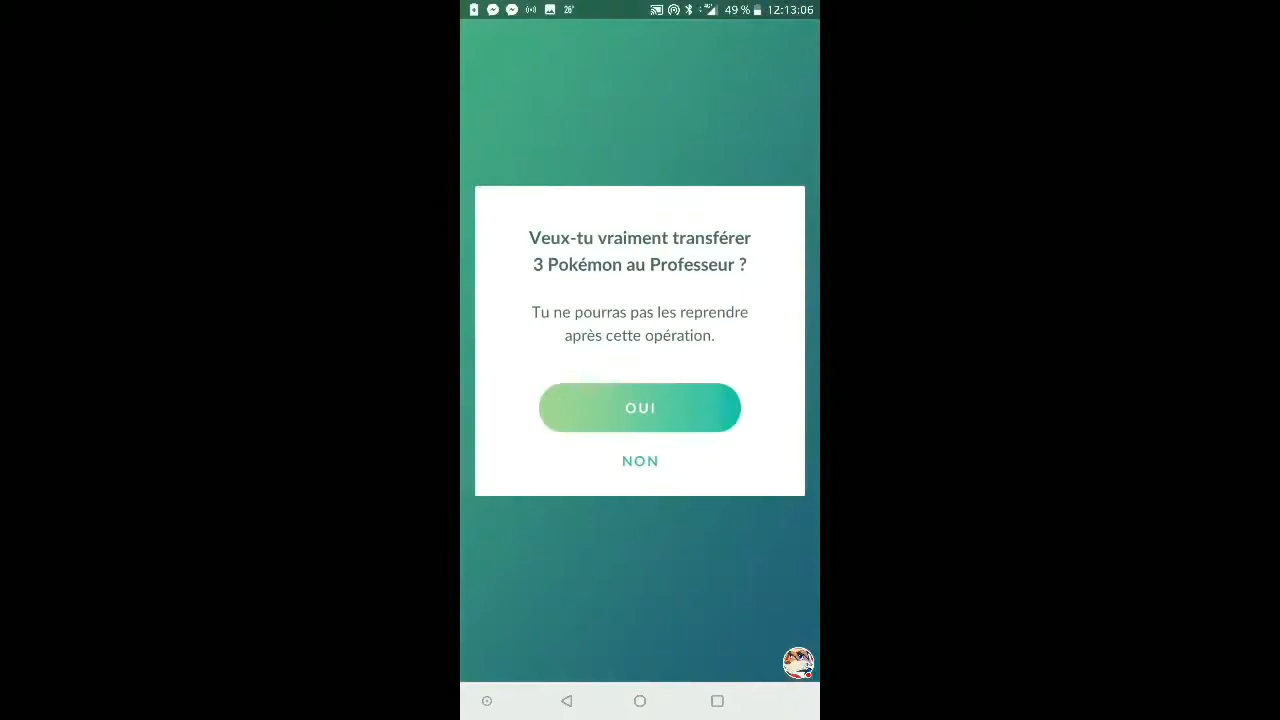 26° 49 % 12:13:06
Veux-tu vraiment transférer
3 Pokémon au Professeur ?
Tu ne pourras pas les reprendre
après cette opération.
OUI
NON